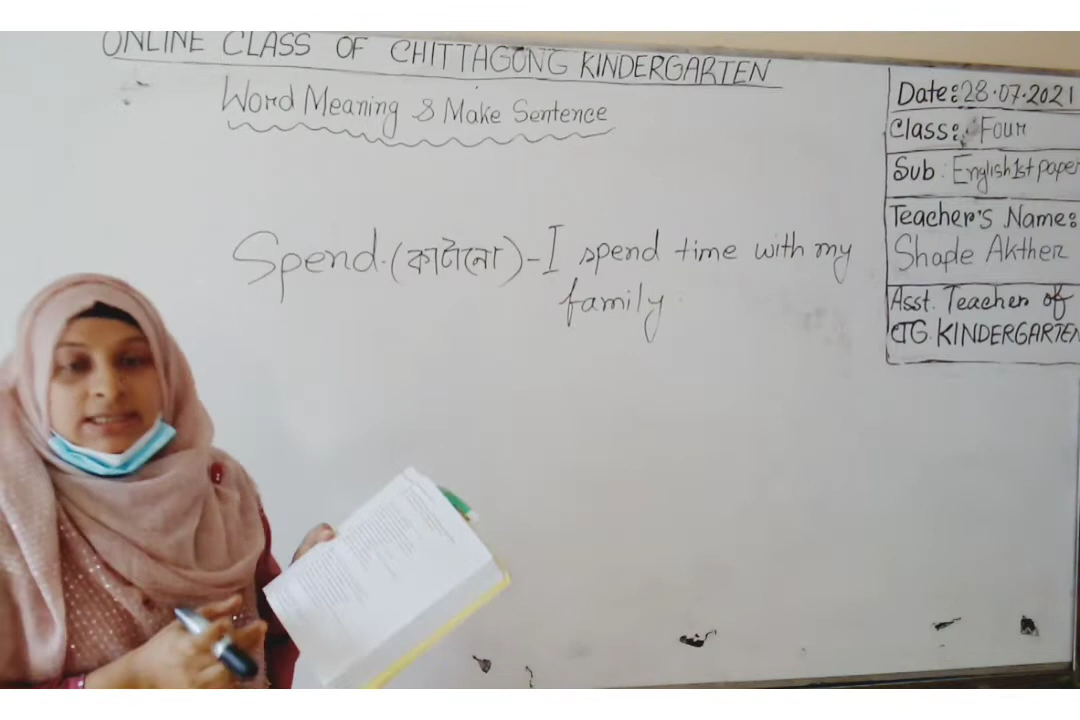 ONLINE CLASS OF CHITTAGONG KINDERGARTEN
Word Meaning & Make Sentence
Spend. (কাটানো) - I spend time with my
family.
Date: 28.07.2021
Class: Four
Sub: English 1st paper
Teacher's Name:
Shaple Akther
Asst. Teacher of
CTG. KINDERGARTEN